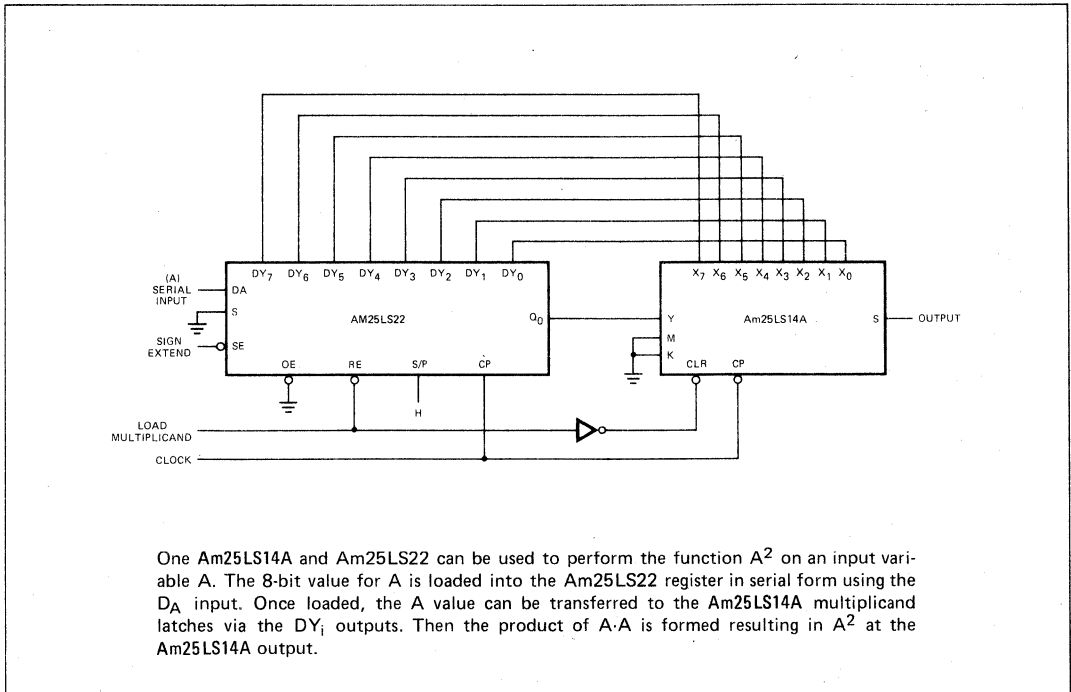 DY7 DY6 DY5 DY4 DY3 DY2 DY1 DY0
X7 X6 X5 X4 X3 X2 X1 X0
(A)
SERIAL
INPUT
DA
S
SIGN
EXTEND
SE
AM25LS22
Q0
OE RE S/P CP
H
Y
M
K
Am25LS14A
S
OUTPUT
CLR CP
LOAD
MULTIPLICAND
CLOCK
One Am25LS14A and Am25LS22 can be used to perform the function A² on an input vari-
able A. The 8-bit value for A is loaded into the Am25LS22 register in serial form using the
DA input. Once loaded, the A value can be transferred to the Am25LS14A multiplicand
latches via the DYi outputs. Then the product of A·A is formed resulting in A² at the
Am25LS14A output.